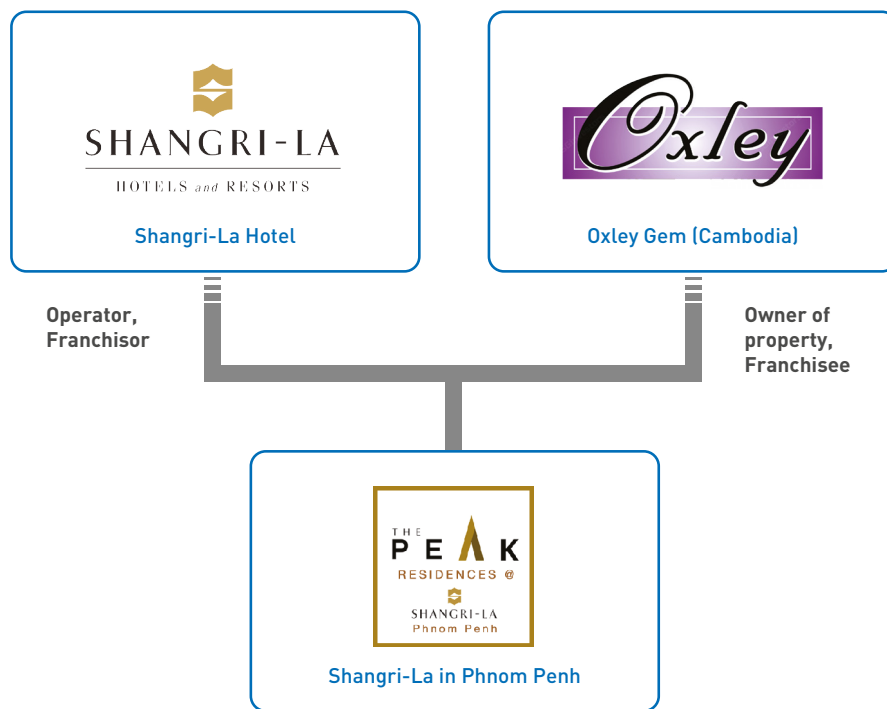 SHANGRI-LA
HOTELS and RESORTS
Shangri-La Hotel
Oxley
Oxley Gem (Cambodia)
Operator,
Franchisor
Owner of
property,
Franchisee
THE
PEAK
RESIDENCES @
SHANGRI-LA
Phnom Penh
Shangri-La in Phnom Penh